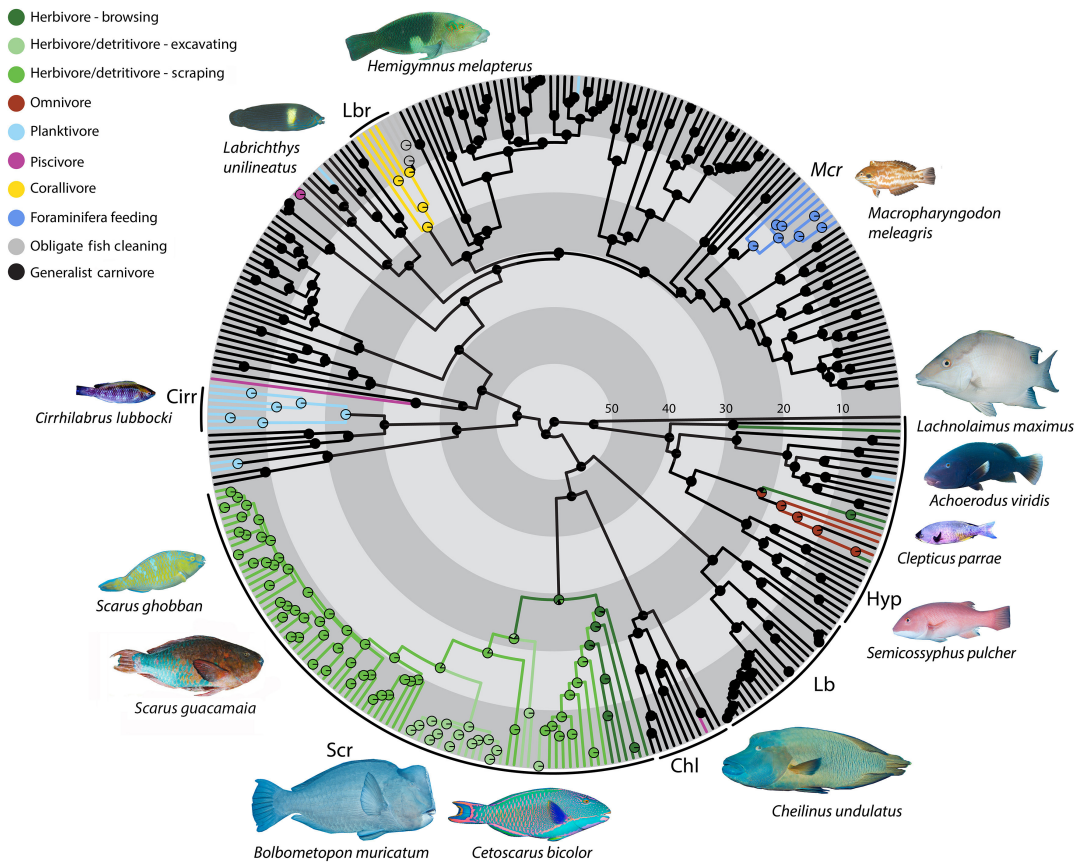 Herbivore - browsing
Herbivore/detritivore - excavating
Herbivore/detritivore - scraping
Omnivore
Planktivore
Piscivore
Corallivore
Foraminifera feeding
Obligate fish cleaning
Generalist carnivore
Hemigymnus melapterus
Lbr
Labrichthys
unilineatus
Mcr
Macropharyngodon
meleagris
Cirr
Cirrhilabrus lubbocki
50 40 30 20 10
Lachnolaimus maximus
Achoerodus viridis
Clepticus parrae
Hyp
Semicossyphus pulcher
Lb
Scarus ghobban
Scarus guacamaia
Scr
Chl
Cheilinus undulatus
Bolbometopon muricatum
Cetoscarus bicolor